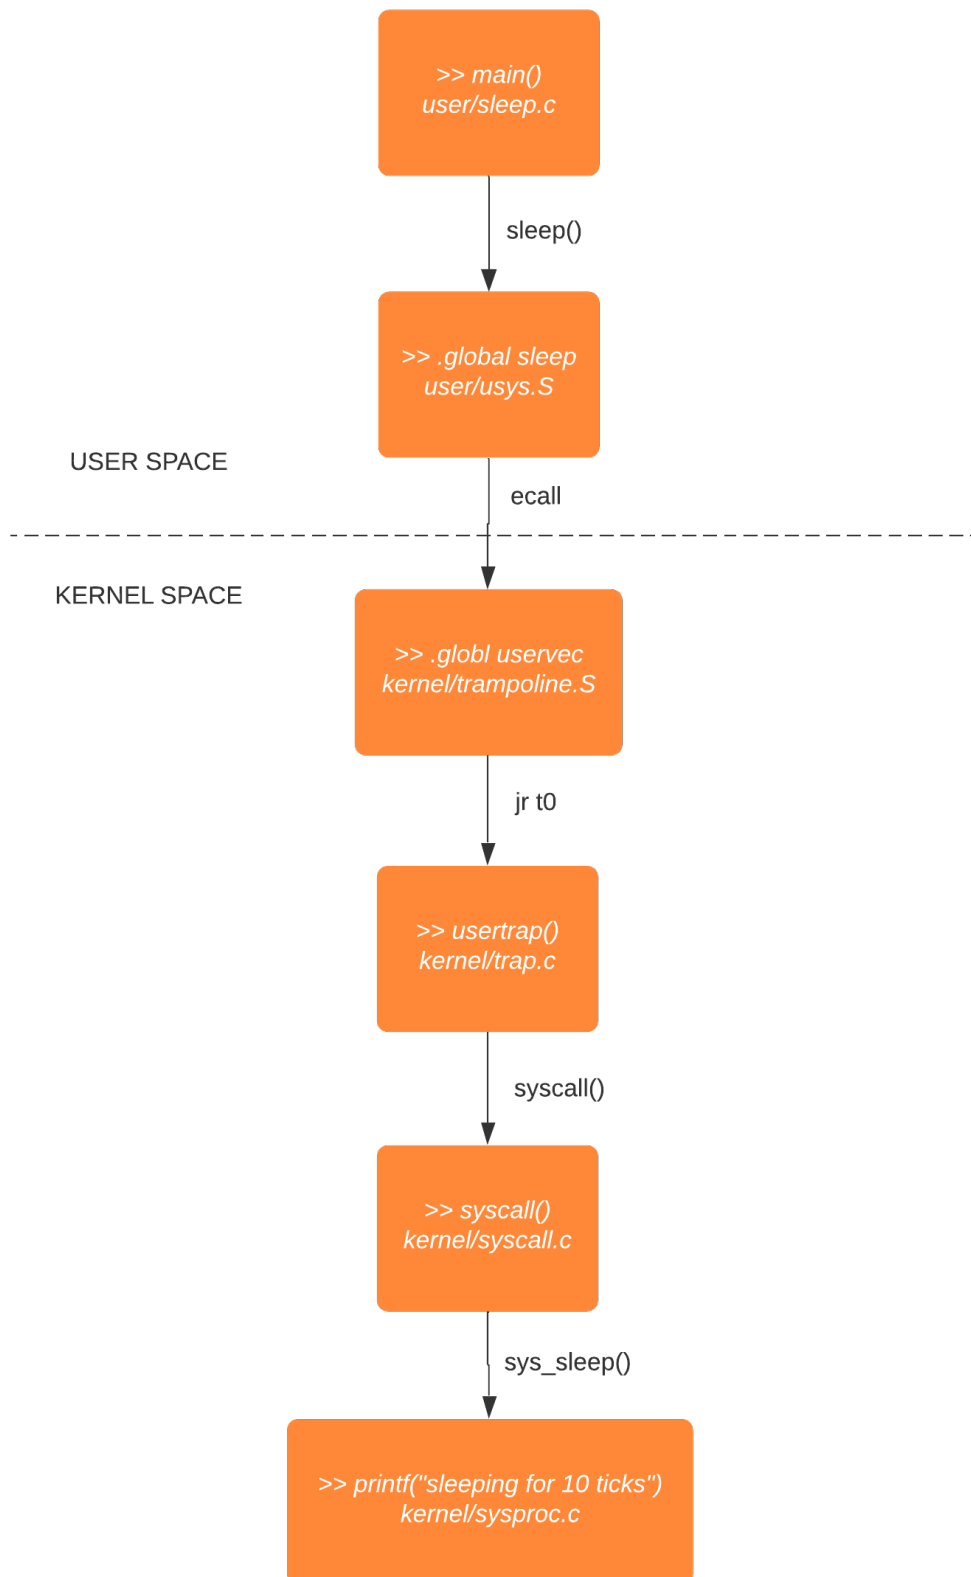 >> main()
user/sleep.c
sleep()
>> .global sleep
user/usys.S
USER SPACE
ecall
KERNEL SPACE
>> .globl uservec
kernel/trampoline.S
jr t0
>> usertrap()
kernel/trap.c
syscall()
>> syscall()
kernel/syscall.c
sys_sleep()
>> printf("sleeping for 10 ticks")
kernel/sysproc.c